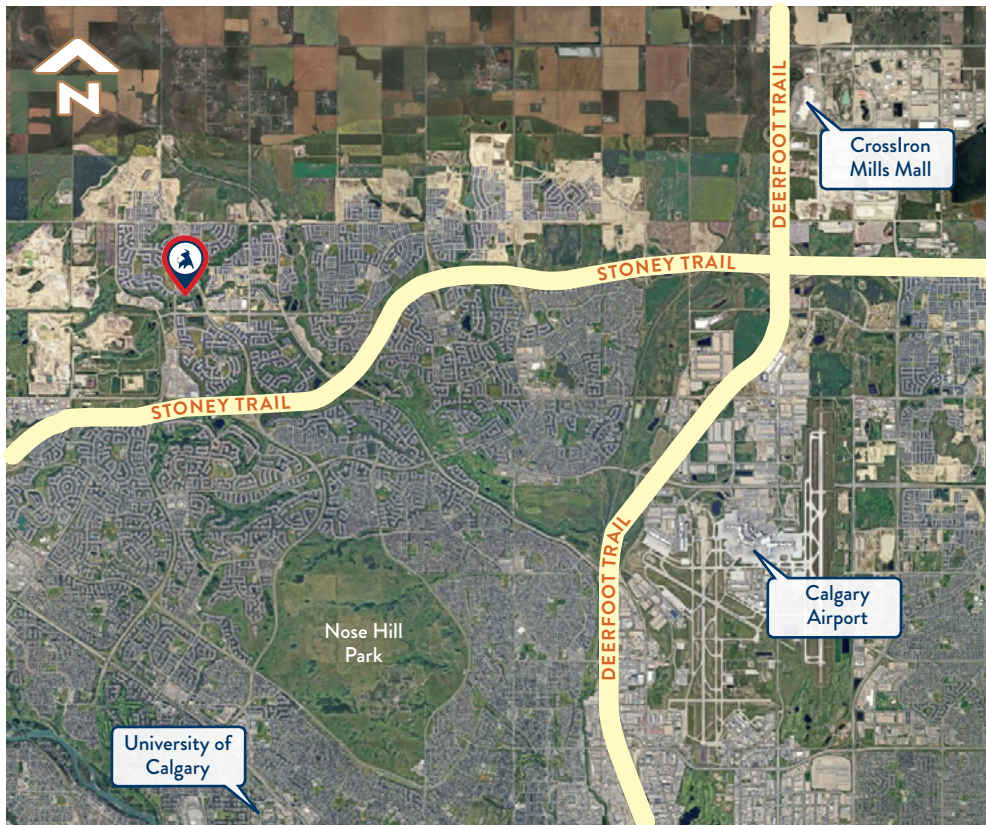 N
DEERFOOT TRAIL
CrossIron
Mills Mall
STONEY TRAIL
STONEY TRAIL
DEERFOOT TRAIL
Calgary
Airport
Nose Hill
Park
University of
Calgary